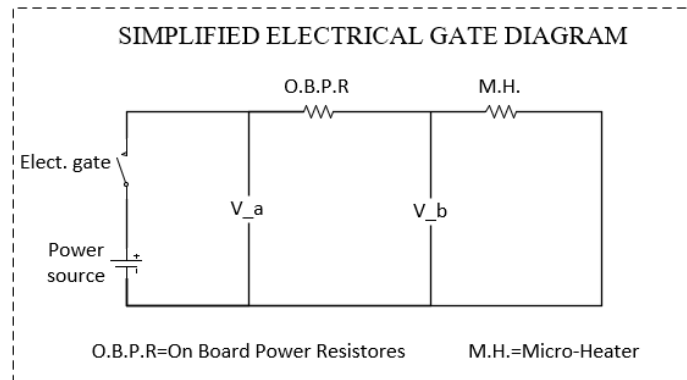 SIMPLIFIED ELECTRICAL GATE DIAGRAM
O.B.P.R
M.H.
Elect. gate
V_a
V_b
Power
source
+
-
O.B.P.R=On Board Power Resistores
M.H.=Micro-Heater